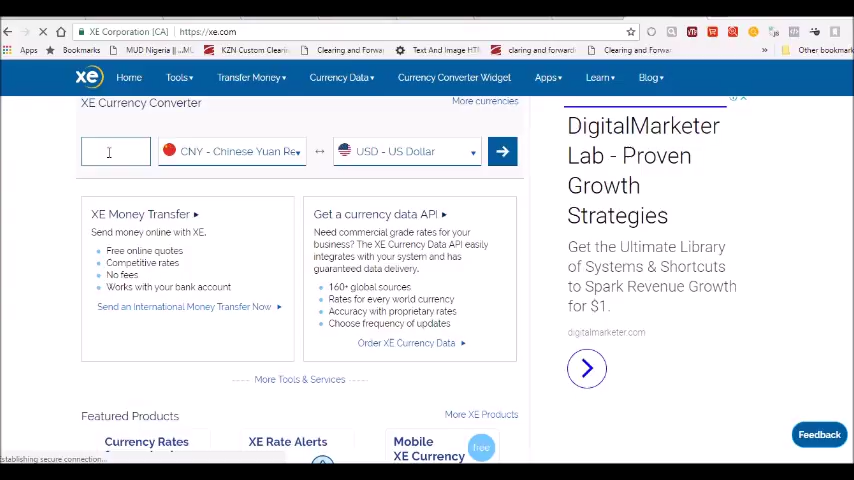 XE Corporation [CA] https://xe.com
Apps Bookmarks MUD Nigeria ||...MU KZN Custom Clearing Clearing and Forwar Text And Image HTM claring and forward Clearing and Forwar » Other bookmark
xe Home Tools Transfer Money Currency Data Currency Converter Widget Apps Learn Blog
XE Currency Converter More currencies
CNY - Chinese Yuan Re USD - US Dollar
XE Money Transfer
Send money online with XE.
Free online quotes
Competitive rates
No fees
Works with your bank account
Send an International Money Transfer Now
Get a currency data API
Need commercial grade rates for your
business? The XE Currency Data API easily
integrates with your system and has
guaranteed data delivery.
160+ global sources
Rates for every world currency
Accuracy with proprietary rates
Choose frequency of updates
Order XE Currency Data
More Tools & Services
Featured Products More XE Products
Currency Rates
XE Rate Alerts
Mobile
XE Currency
free
DigitalMarketer
Lab - Proven
Growth
Strategies
Get the Ultimate Library
of Systems & Shortcuts
to Spark Revenue Growth
for $1.
digitalmarketer.com
Feedback
stablishing secure connection...